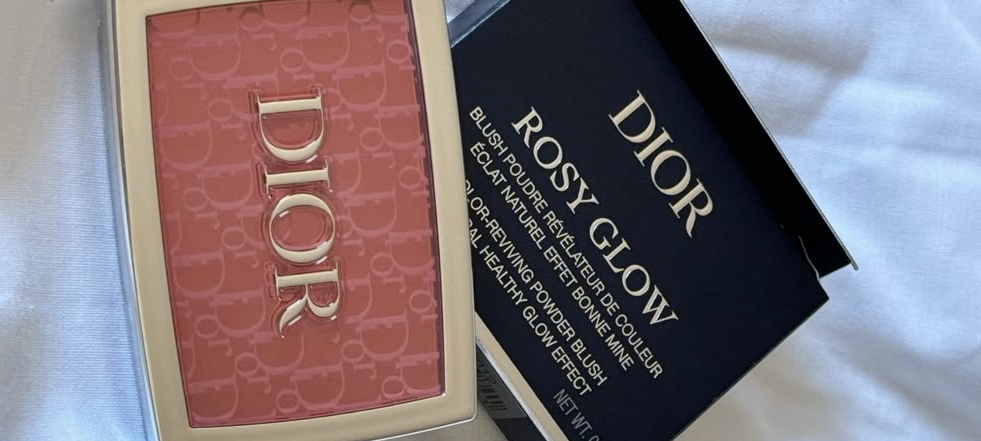 DIOR
DIOR
ROSY GLOW
BLUSH POUDRE RÉVÉLATEUR DE COULEUR
ÉCLAT NATUREL EFFET BONNE MINE
REVIVING POWDER BLUSH
HEALTHY GLOW EFFECT
NET WT.